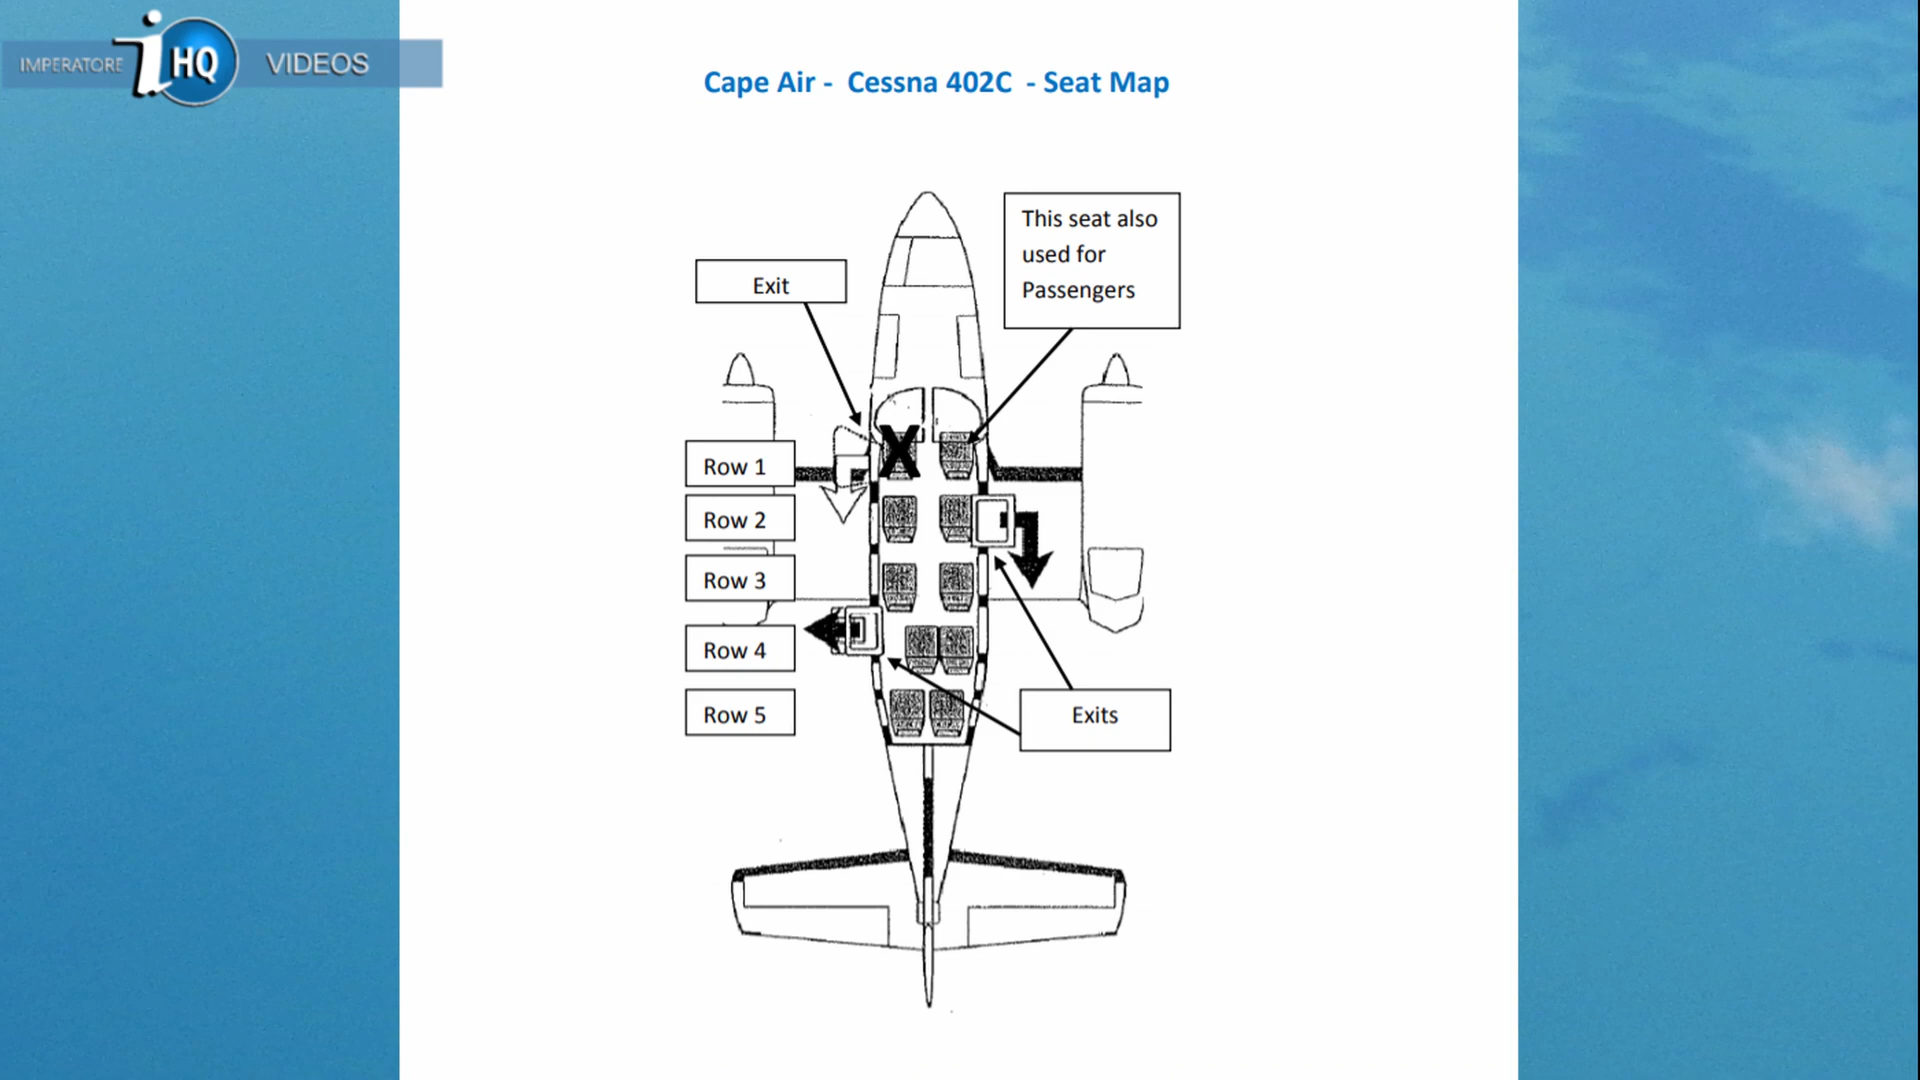 IMPERATORE iHQ VIDEOS
Cape Air - Cessna 402C - Seat Map
This seat also
used for
Passengers
Exit
X
Row 1
Row 2
Row 3
Row 4
Row 5
Exits